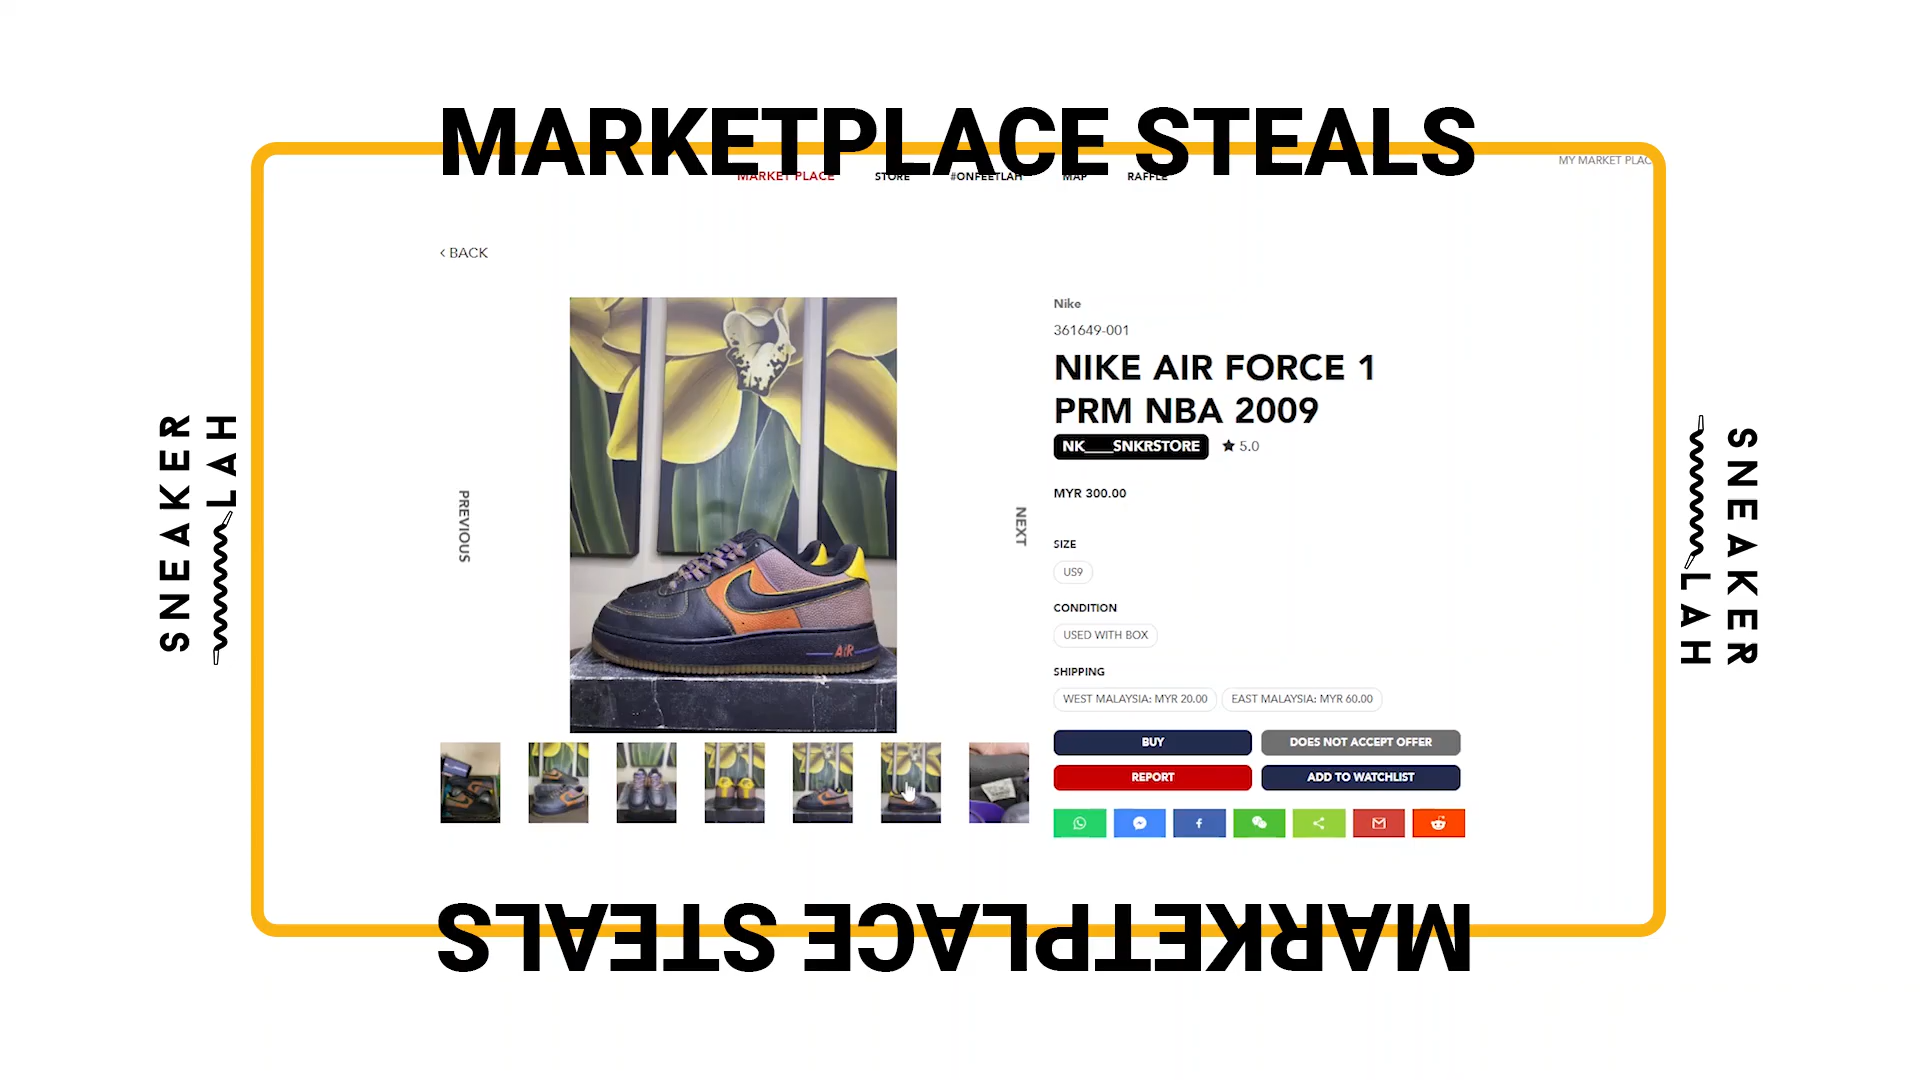 MARKETPLACE STEALS
MY MARKET PLAC
MARKET PLACE STORE #ONFEETLAH MAP RAFFLE
‹ BACK
Nike
361649-001
NIKE AIR FORCE 1
PRM NBA 2009
NK____SNKRSTORE ★ 5.0
MYR 300.00
PREVIOUS
NEXT
SIZE
US9
CONDITION
USED WITH BOX
SHIPPING
WEST MALAYSIA: MYR 20.00 EAST MALAYSIA: MYR 60.00
BUY DOES NOT ACCEPT OFFER
REPORT ADD TO WATCHLIST
AIR
SNEAKER
LAH
SNEAKER
LAH
MARKETPLACE STEALS